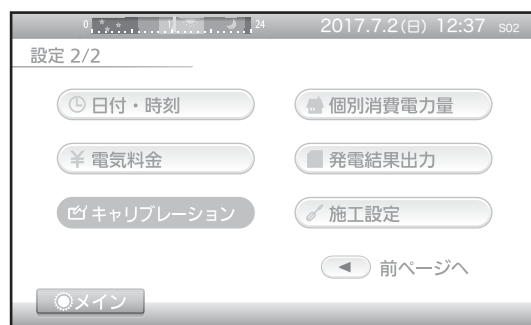 0 12 24 2017.7.2(日) 12:37 S02
設定 2/2
日付・時刻 個別消費電力量
¥ 電気料金 発電結果出力
キャリブレーション 施工設定
◀ 前ページへ
メイン